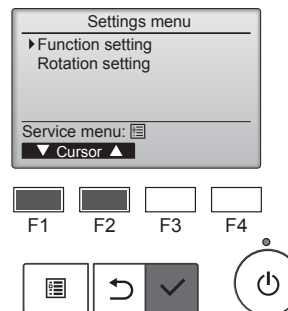 Settings menu
Function setting
Rotation setting
Service menu:
▼ Cursor ▲
F1 F2 F3 F4